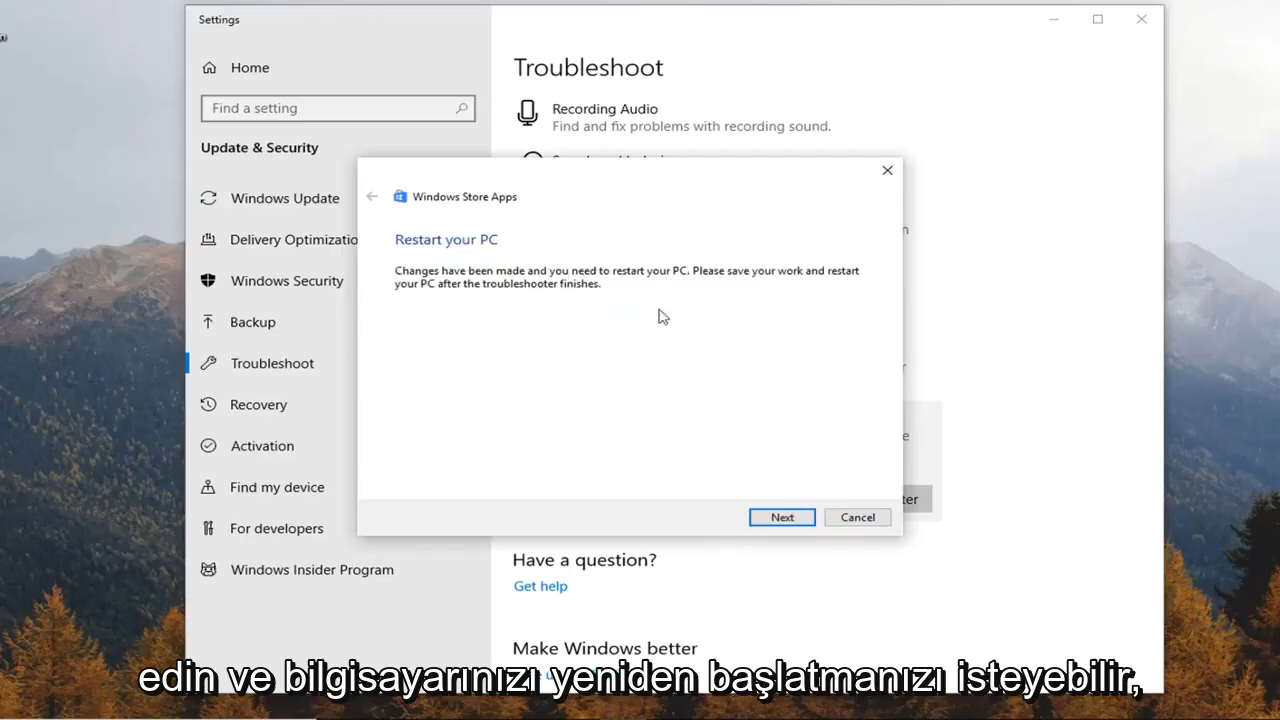 Settings
Home
Find a setting
Update & Security
Windows Update
Delivery Optimizatio
Windows Security
Backup
Troubleshoot
Recovery
Activation
Find my device
For developers
Windows Insider Program
Troubleshoot
Recording Audio
Find and fix problems with recording sound.
Windows Store Apps
Restart your PC
Changes have been made and you need to restart your PC. Please save your work and restart
your PC after the troubleshooter finishes.
Next
Cancel
Have a question?
Get help
Make Windows better
edin ve bilgisayarınızı yeniden başlatmanızı isteyebilir,